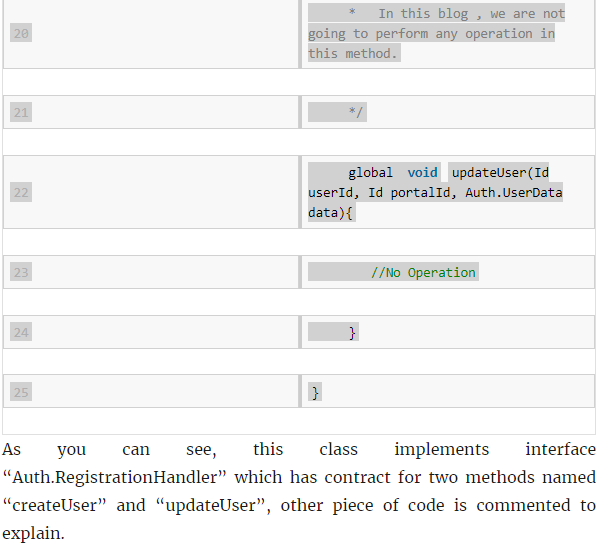 20
* In this blog , we are not
going to perform any operation in
this method.
21
*/
22
global void updateUser(Id
userId, Id portalId, Auth.UserData
data){
23
//No Operation
24
}
25
}
As you can see, this class implements interface
“Auth.RegistrationHandler” which has contract for two methods named
“createUser” and “updateUser”, other piece of code is commented to
explain.